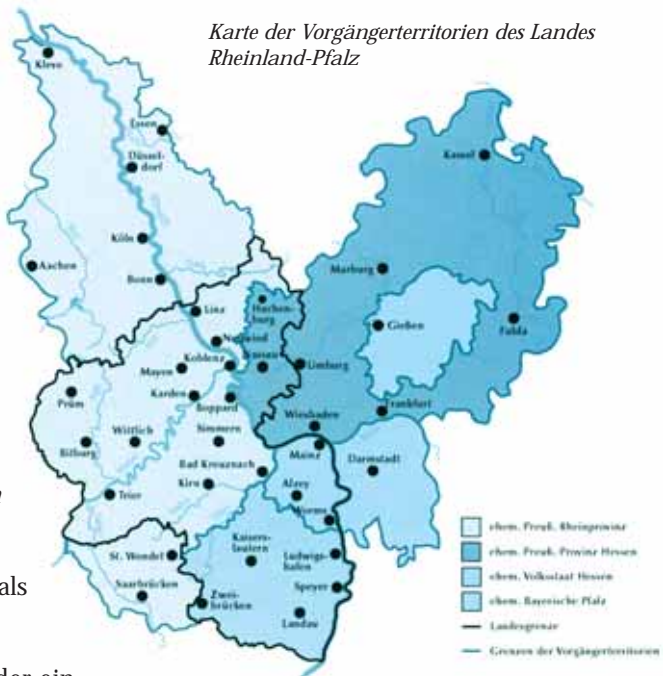 Karte der Vorgängerterritorien des Landes
Rheinland-Pfalz
Kleve
Essen
Düssel-
dorf
Kassel
Köln
Aachen
Marburg
Bonn
Linz
Hachen-
burg
Gießen
Fulda
Neuwied
Koblenz
Nassau
Limburg
Mayen
Prüm
Karden
Boppard
Frankfurt
Wiesbaden
Bitburg
Wittlich
Simmern
Mainz
Darmstadt
Bad Kreuznach
Kirn
Alzey
Trier
Worms
ehem. Preuß. Rheinprovinz
Kaisers-
lautern
ehem. Preuß. Provinz Hessen
St. Wendel
Ludwigs-
hafen
ehem. Volksstaat Hessen
Saarbrücken
Zwei-
brücken
Speyer
ehem. Bayerische Pfalz
als
Landau
Landesgrenze
Grenzen der Vorgängerterritorien
der ein